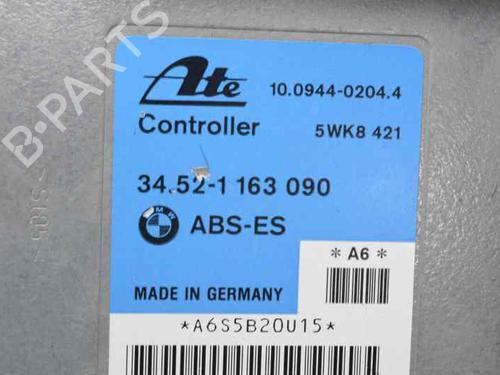 Ate
10.0944-0204.4
Controller
5WK8 421
34.52-1 163 090
BMW
ABS-ES
*A6*
MADE IN GERMANY
*A6S5B20U15*
B-PARTS